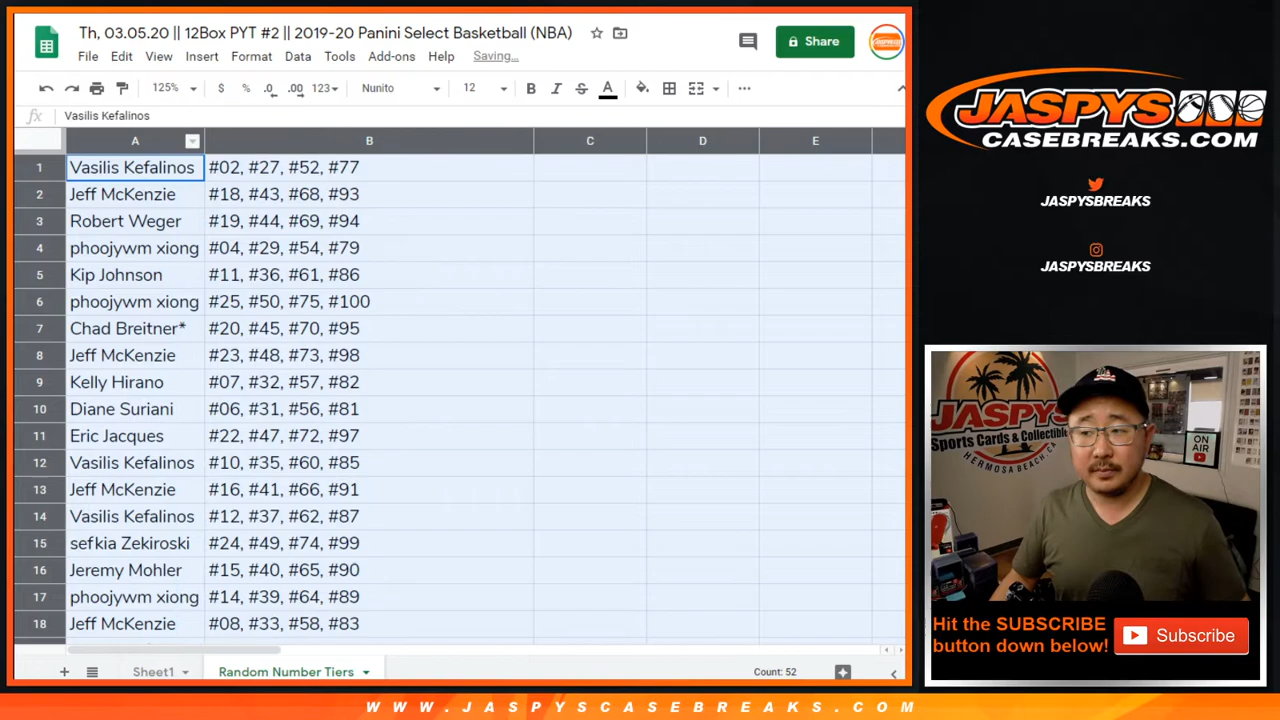 Th, 03.05.20 || 12Box PYT #2 || 2019-20 Panini Select Basketball (NBA)
Share
File Edit View Insert Format Data Tools Add-ons Help Saving...
125% $ % .0 .00 123 Nunito 12 B I S A
fx Vasilis Kefalinos
A B C D E
1 Vasilis Kefalinos #02, #27, #52, #77
2 Jeff McKenzie #18, #43, #68, #93
3 Robert Weger #19, #44, #69, #94
4 phoojywm xiong #04, #29, #54, #79
5 Kip Johnson #11, #36, #61, #86
6 phoojywm xiong #25, #50, #75, #100
7 Chad Breitner* #20, #45, #70, #95
8 Jeff McKenzie #23, #48, #73, #98
9 Kelly Hirano #07, #32, #57, #82
10 Diane Suriani #06, #31, #56, #81
11 Eric Jacques #22, #47, #72, #97
12 Vasilis Kefalinos #10, #35, #60, #85
13 Jeff McKenzie #16, #41, #66, #91
14 Vasilis Kefalinos #12, #37, #62, #87
15 sefkia Zekiroski #24, #49, #74, #99
16 Jeremy Mohler #15, #40, #65, #90
17 phoojywm xiong #14, #39, #64, #89
18 Jeff McKenzie #08, #33, #58, #83
Sheet1 Random Number Tiers Count: 52
JASPYS
CASEBREAKS.COM
JASPYSBREAKS
JASPYSBREAKS
JASPYS
Sports Cards & Collectible
HERMOSA BEACH, CA
ON
AIR
Hit the SUBSCRIBE
button down below!
Subscribe
WWW.JASPYSCASEBREAKS.COM